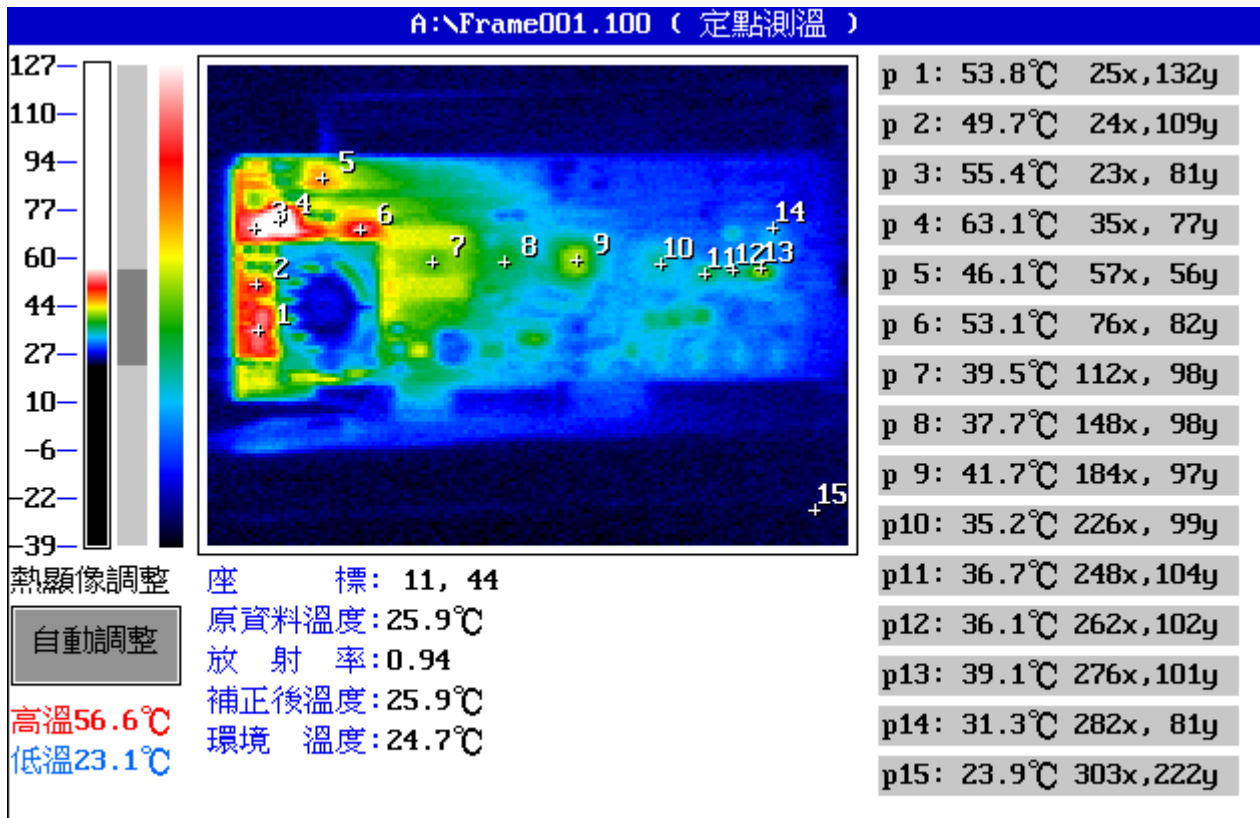 A:\Frame001.100 ( 定點測溫 )
127
110
94
77
60
44
27
10
-6
-22
-39
熱顯像調整
自動調整
高溫56.6℃
低溫23.1℃
5
4
3
6
14
2
7
8
9
10
11
12
13
1
15
座 標: 11, 44
原資料溫度:25.9℃
放 射 率:0.94
補正後溫度:25.9℃
環境 溫度:24.7℃
p 1: 53.8℃ 25x,132y
p 2: 49.7℃ 24x,109y
p 3: 55.4℃ 23x, 81y
p 4: 63.1℃ 35x, 77y
p 5: 46.1℃ 57x, 56y
p 6: 53.1℃ 76x, 82y
p 7: 39.5℃ 112x, 98y
p 8: 37.7℃ 148x, 98y
p 9: 41.7℃ 184x, 97y
p10: 35.2℃ 226x, 99y
p11: 36.7℃ 248x,104y
p12: 36.1℃ 262x,102y
p13: 39.1℃ 276x,101y
p14: 31.3℃ 282x, 81y
p15: 23.9℃ 303x,222y